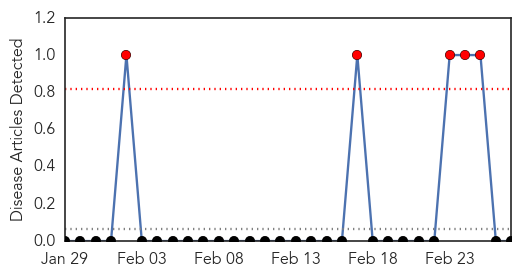 1.2
1.0
0.8
0.6
0.4
0.2
0.0
Disease Articles Detected
Jan 29
Feb 03
Feb 08
Feb 13
Feb 18
Feb 23